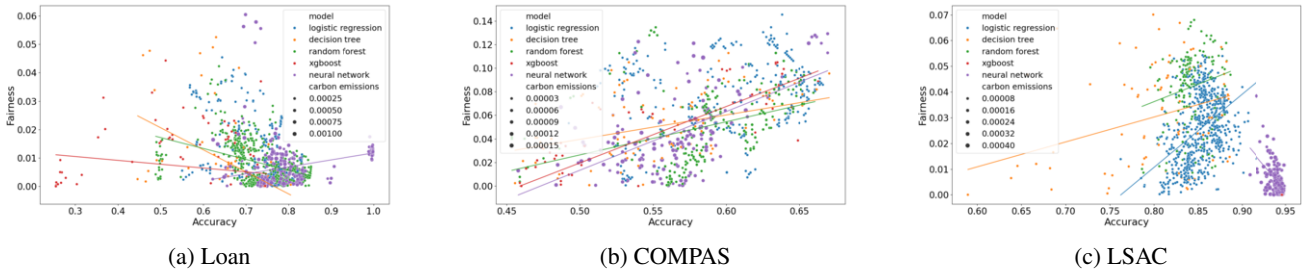 model
logistic regression
decision tree
random forest
xgboost
neural network
carbon emissions
0.00025
0.00050
0.00075
0.00100
Fairness
0.06
0.05
0.04
0.03
0.02
0.01
0.00
0.3 0.4 0.5 0.6 0.7 0.8 0.9 1.0
Accuracy
(a) Loan
model
logistic regression
decision tree
random forest
xgboost
neural network
carbon emissions
0.00003
0.00006
0.00009
0.00012
0.00015
Fairness
0.14
0.12
0.10
0.08
0.06
0.04
0.02
0.00
0.45 0.50 0.55 0.60 0.65
Accuracy
(b) COMPAS
model
logistic regression
decision tree
random forest
xgboost
neural network
carbon emissions
0.00008
0.00016
0.00024
0.00032
0.00040
Fairness
0.07
0.06
0.05
0.04
0.03
0.02
0.01
0.00
0.60 0.65 0.70 0.75 0.80 0.85 0.90 0.95
Accuracy
(c) LSAC